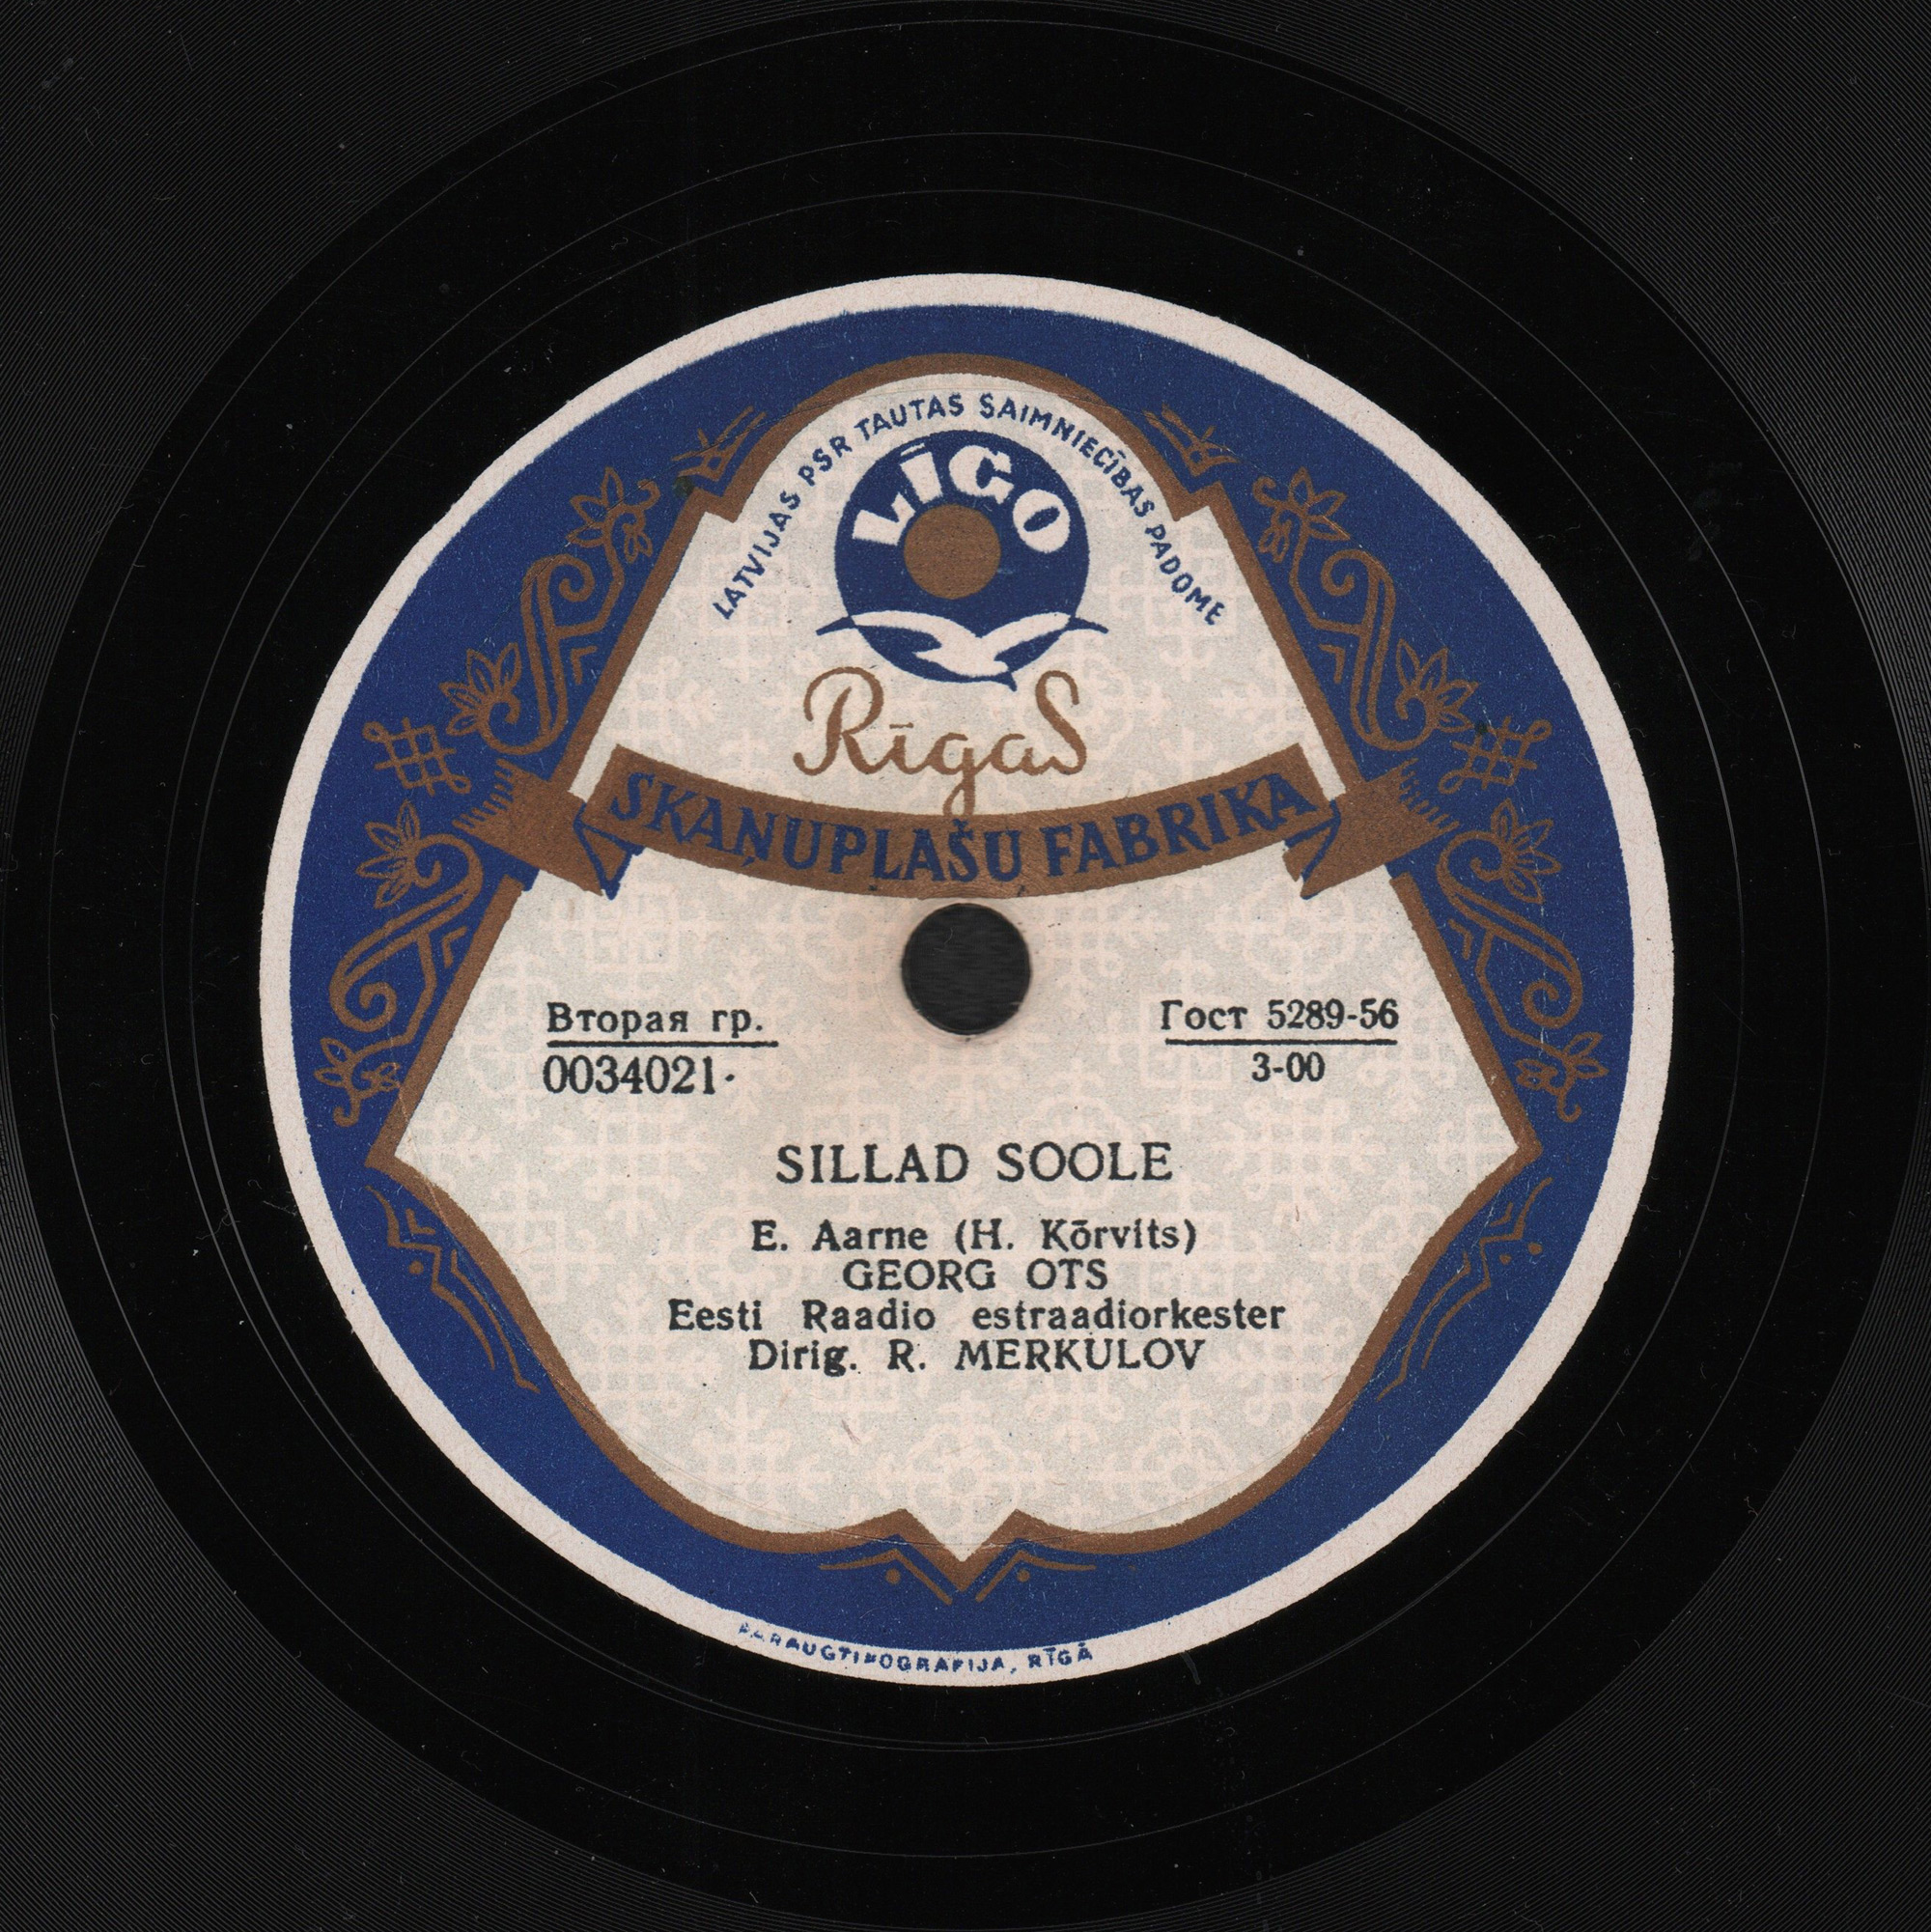 LATVIJAS PSR TAUTAS SAIMNIECĪBAS PADOME
LĪGO
Rīgas
SKAŅUPLAŠU FABRIKA
Вторая гр.
0034021·
Гост 5289-56
3-00
SILLAD SOOLE
E. Aarne (H. Kōrvits)
GEORG OTS
Eesti Raadio estraadiorkester
Dirig. R. MERKULOV
PARAUGTIPOGRAFIJA, RĪGĀ